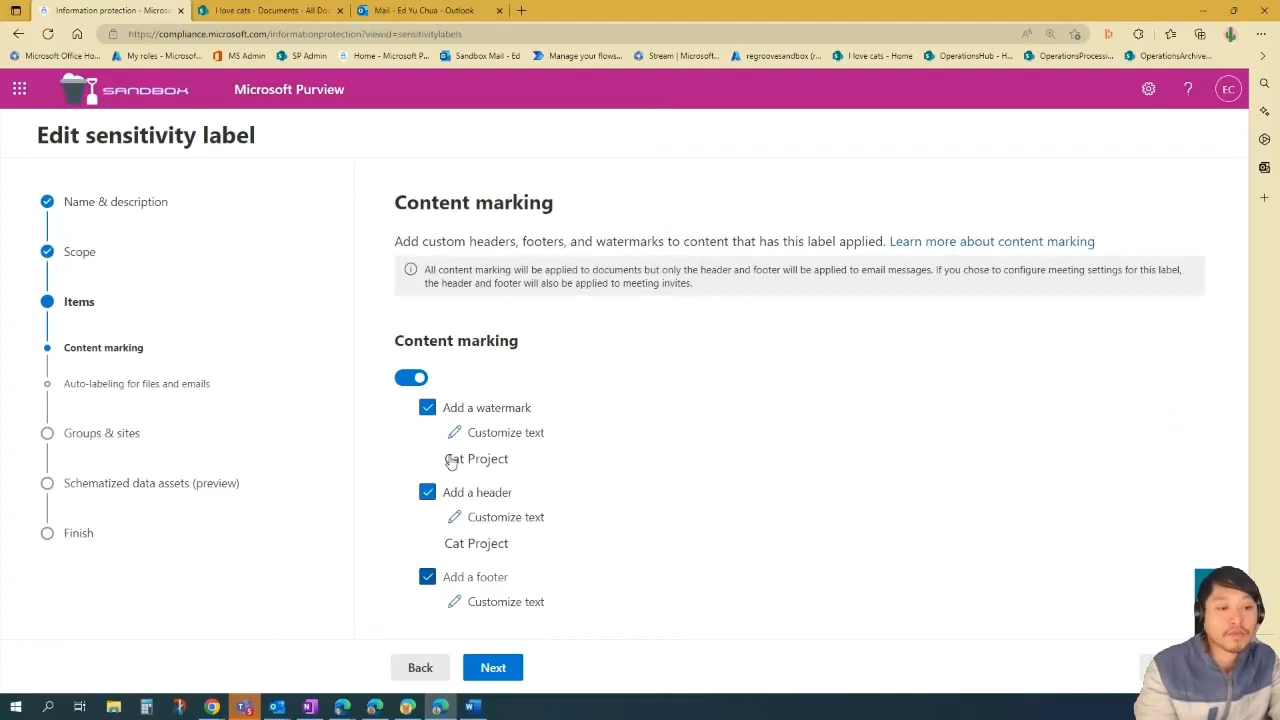 Information protection - Micros
I love cats - Documents - All Doc
Mail - Ed Yu Chua - Outlook
https://compliance.microsoft.com/informationprotection?viewid=sensitivitylabels
Microsoft Office Ho...
My roles - Microsof...
MS Admin
SP Admin
Home - Microsoft P...
Sandbox Mail - Ed
Manage your flows...
Stream | Microsoft...
regroovesandbox (r...
I love cats - Home
OperationsHub - H...
OperationsProcessi...
OperationsArchive...
SANDBOX
Microsoft Purview
EC
Edit sensitivity label
Name & description
Scope
Items
Content marking
Auto-labeling for files and emails
Groups & sites
Schematized data assets (preview)
Finish
Content marking
Add custom headers, footers, and watermarks to content that has this label applied. Learn more about content marking
All content marking will be applied to documents but only the header and footer will be applied to email messages. If you chose to configure meeting settings for this label,
the header and footer will also be applied to meeting invites.
Content marking
Add a watermark
Customize text
Cat Project
Add a header
Customize text
Cat Project
Add a footer
Customize text
Back
Next